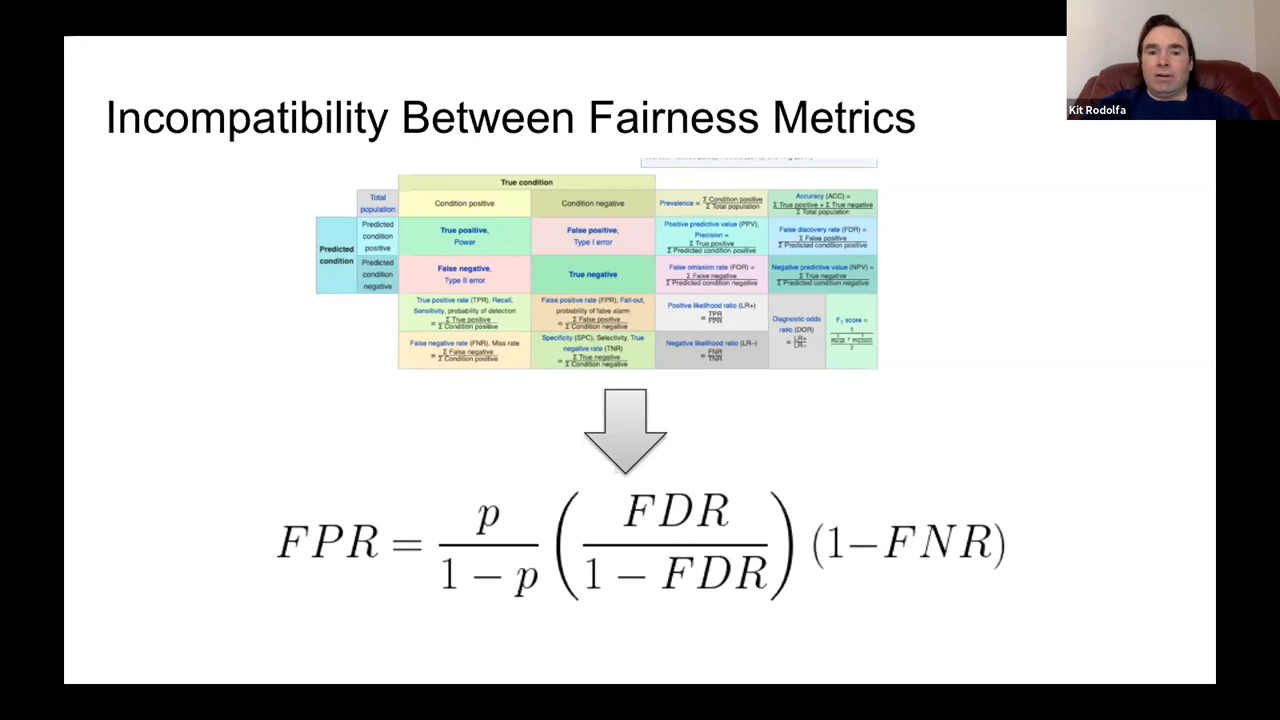 Kit Rodolfa
Incompatibility Between Fairness Metrics
True condition
Total population
Condition positive
Condition negative
Prevalence = Σ Condition positive / Σ Total population
Accuracy (ACC) = Σ True positive + Σ True negative / Σ Total population
Predicted condition
Predicted condition positive
True positive, Power
False positive, Type I error
Positive predictive value (PPV), Precision = Σ True positive / Σ Predicted condition positive
False discovery rate (FDR) = Σ False positive / Σ Predicted condition positive
Predicted condition negative
False negative, Type II error
True negative
False omission rate (FOR) = Σ False negative / Σ Predicted condition negative
Negative predictive value (NPV) = Σ True negative / Σ Predicted condition negative
True positive rate (TPR), Recall, Sensitivity, probability of detection = Σ True positive / Σ Condition positive
False positive rate (FPR), Fall-out, probability of false alarm = Σ False positive / Σ Condition negative
Positive likelihood ratio (LR+) = TPR / FPR
Diagnostic odds ratio (DOR) = LR+ / LR−
F₁ score = 1 / ((1/Recall + 1/Precision) / 2)
False negative rate (FNR), Miss rate = Σ False negative / Σ Condition positive
Specificity (SPC), Selectivity, True negative rate (TNR) = Σ True negative / Σ Condition negative
Negative likelihood ratio (LR−) = FNR / TNR
FPR = p / (1 − p) (FDR / (1 − FDR)) (1−FNR)